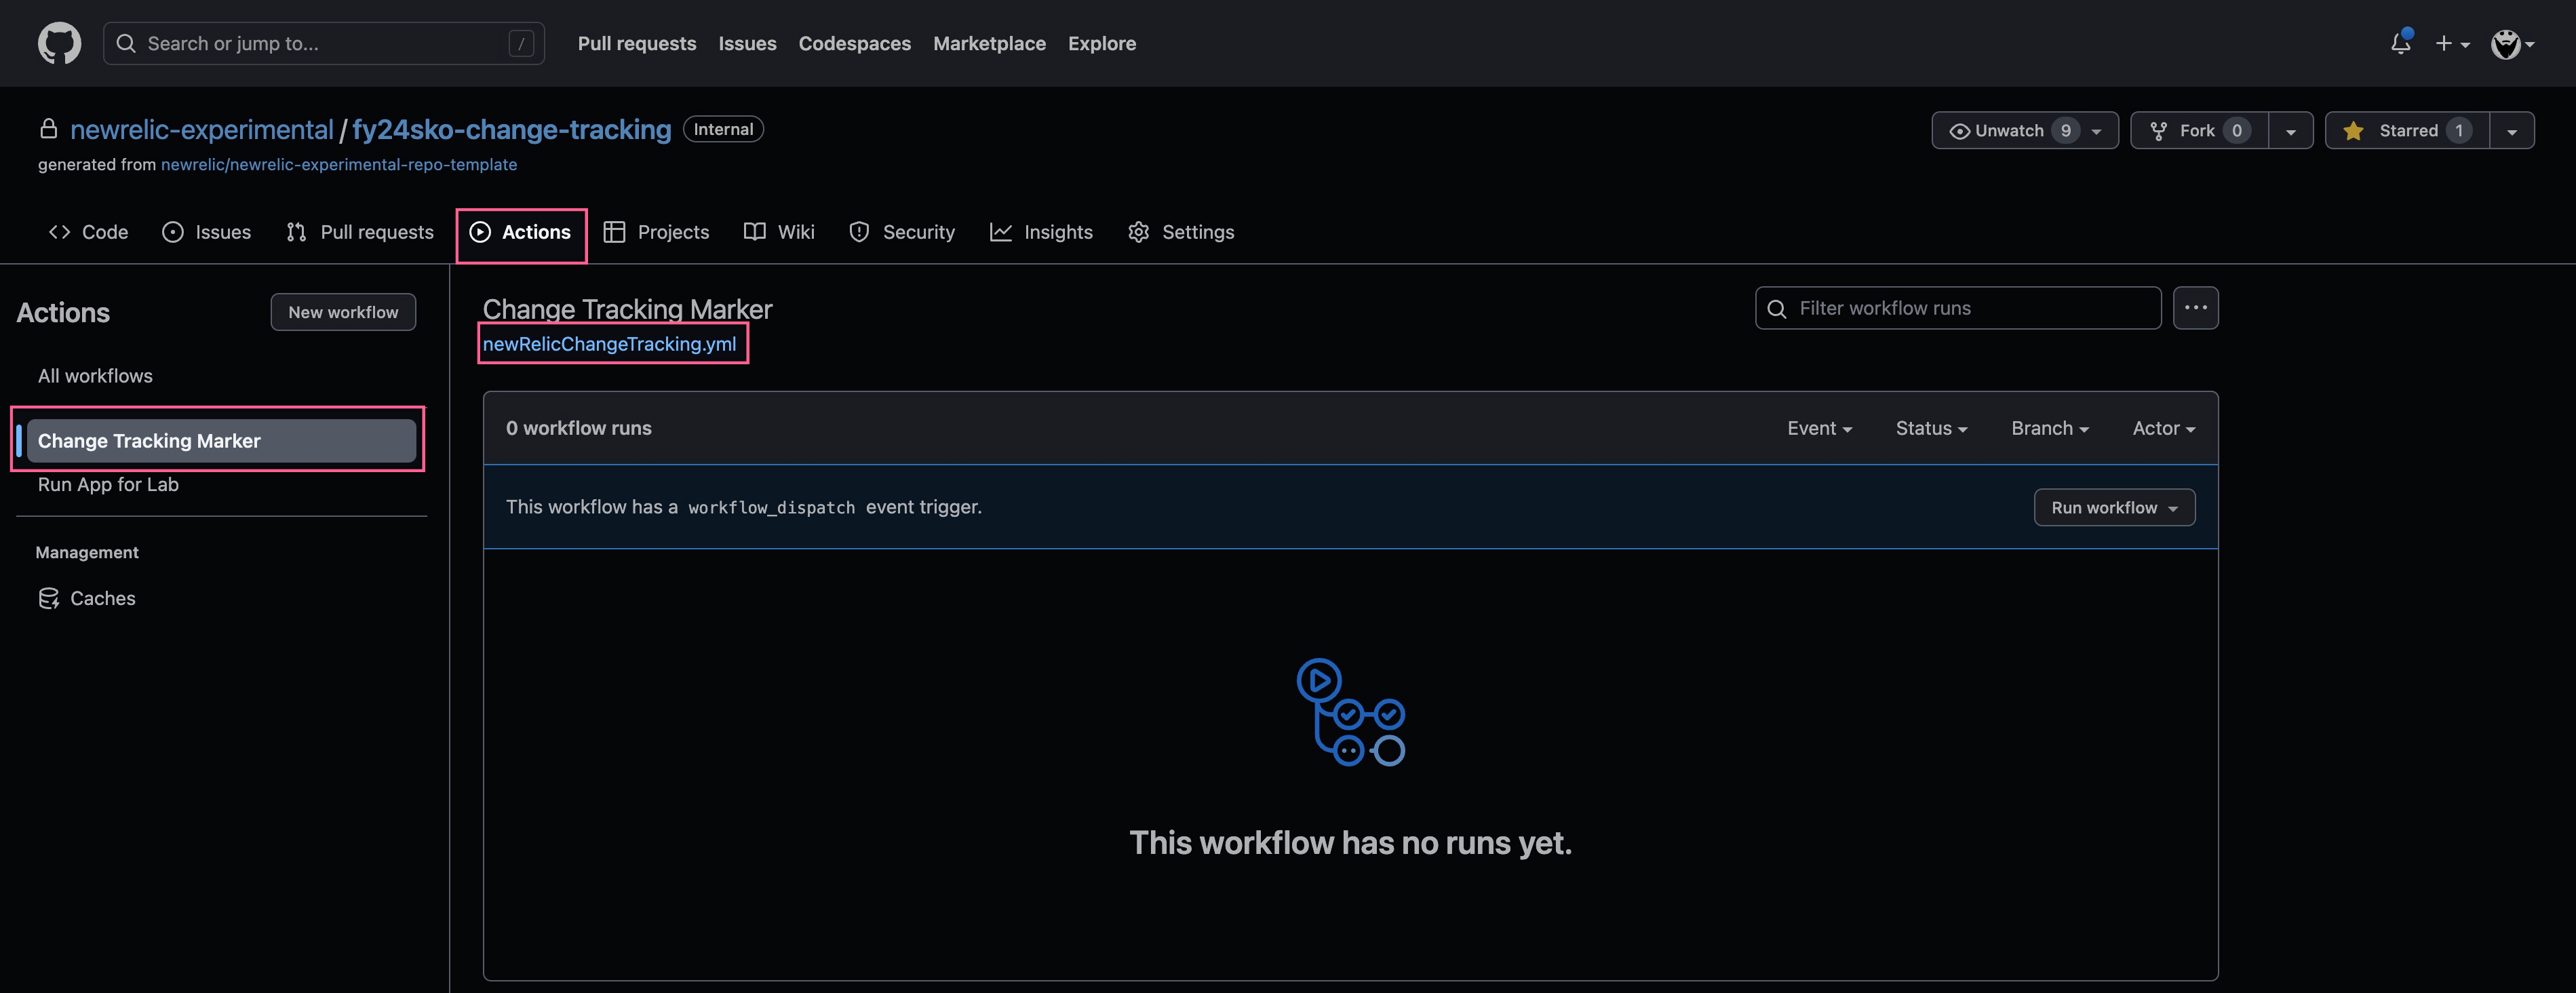 Search or jump to... /
Pull requests Issues Codespaces Marketplace Explore
newrelic-experimental / fy24sko-change-tracking Internal
generated from newrelic/newrelic-experimental-repo-template
Unwatch 9 Fork 0 Starred 1
Code Issues Pull requests Actions Projects Wiki Security Insights Settings
Actions
New workflow
All workflows
Change Tracking Marker
Run App for Lab
Management
Caches
Change Tracking Marker
newRelicChangeTracking.yml
Filter workflow runs
0 workflow runs
Event Status Branch Actor
This workflow has a workflow_dispatch event trigger.
Run workflow
This workflow has no runs yet.